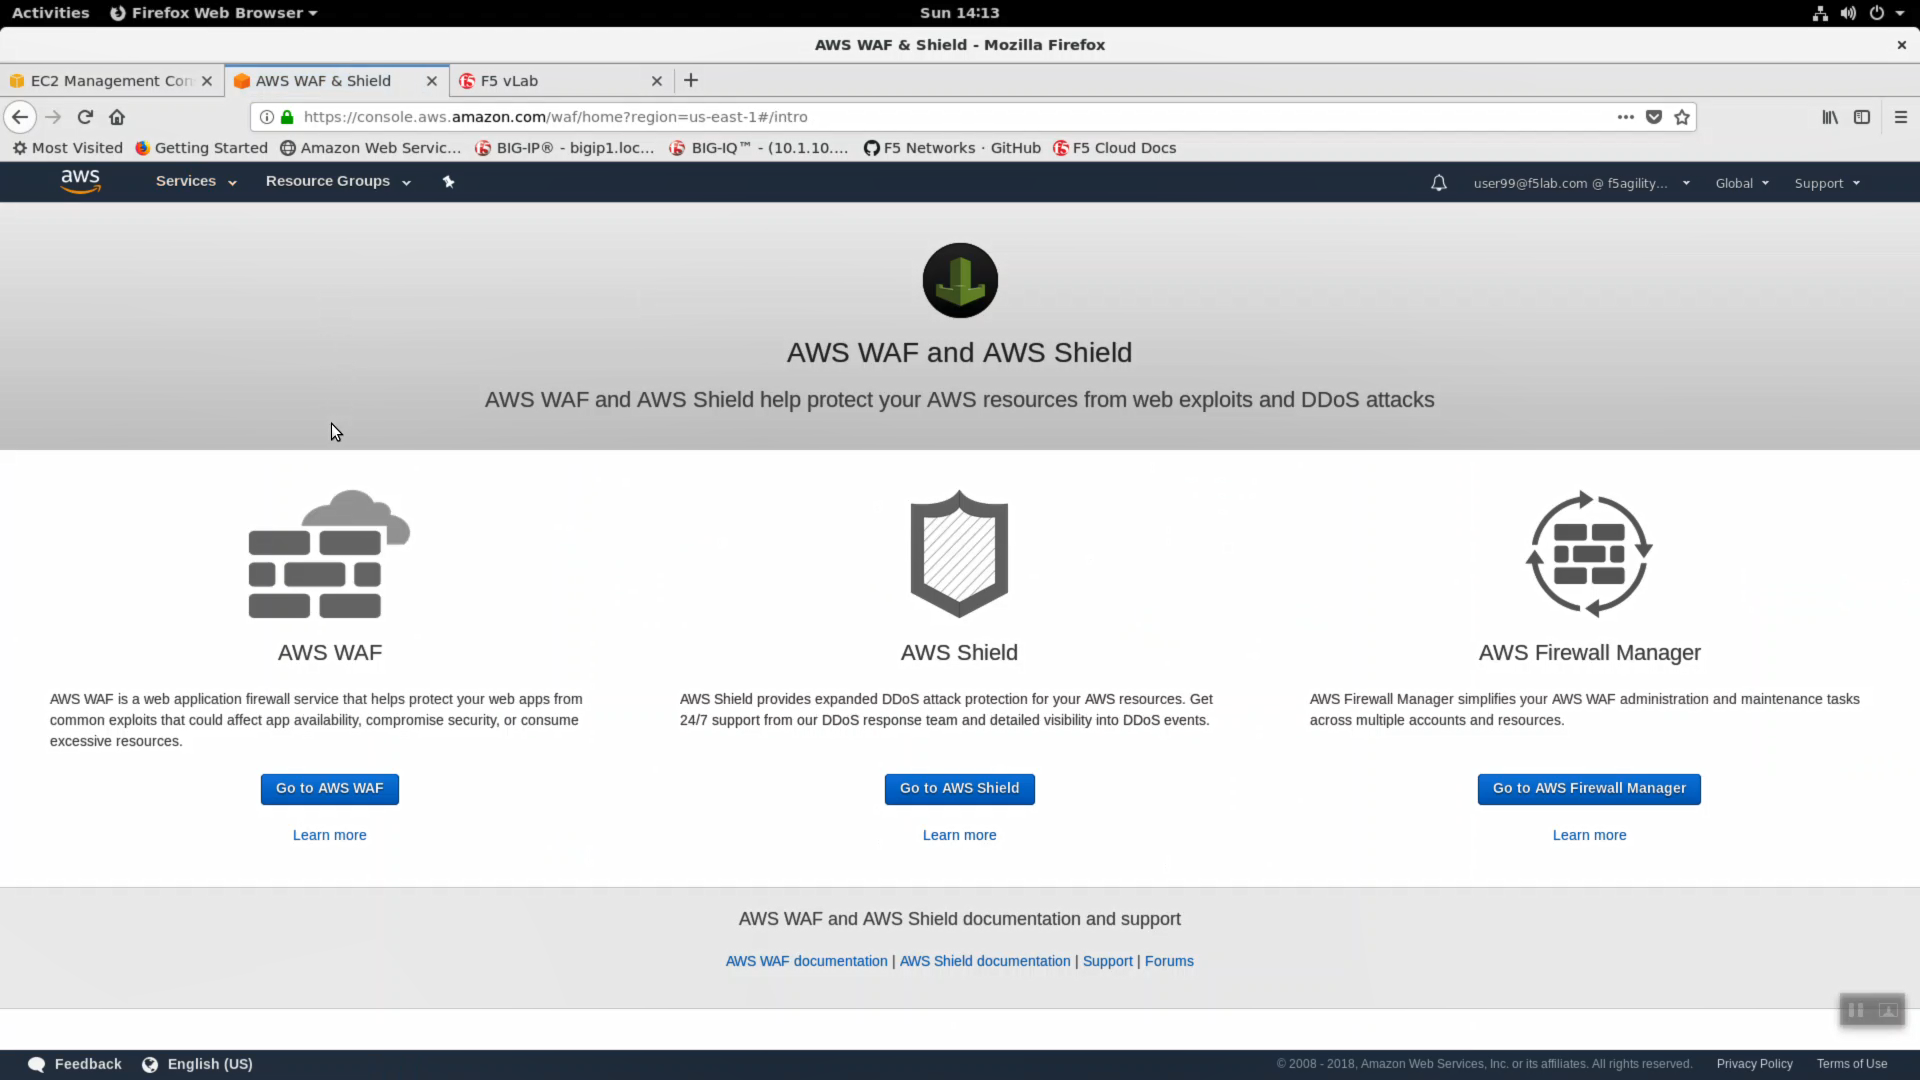 Activities Firefox Web Browser Sun 14:13
AWS WAF & Shield - Mozilla Firefox
EC2 Management Con AWS WAF & Shield F5 vLab
https://console.aws.amazon.com/waf/home?region=us-east-1#/intro
Most Visited Getting Started Amazon Web Servic... BIG-IP® - bigip1.loc... BIG-IQ™ - (10.1.10.... F5 Networks · GitHub F5 Cloud Docs
aws Services Resource Groups user99@f5lab.com @ f5agility... Global Support
AWS WAF and AWS Shield
AWS WAF and AWS Shield help protect your AWS resources from web exploits and DDoS attacks
AWS WAF
AWS WAF is a web application firewall service that helps protect your web apps from
common exploits that could affect app availability, compromise security, or consume
excessive resources.
Go to AWS WAF
Learn more
AWS Shield
AWS Shield provides expanded DDoS attack protection for your AWS resources. Get
24/7 support from our DDoS response team and detailed visibility into DDoS events.
Go to AWS Shield
Learn more
AWS Firewall Manager
AWS Firewall Manager simplifies your AWS WAF administration and maintenance tasks
across multiple accounts and resources.
Go to AWS Firewall Manager
Learn more
AWS WAF and AWS Shield documentation and support
AWS WAF documentation | AWS Shield documentation | Support | Forums
Feedback English (US) © 2008 - 2018, Amazon Web Services, Inc. or its affiliates. All rights reserved. Privacy Policy Terms of Use